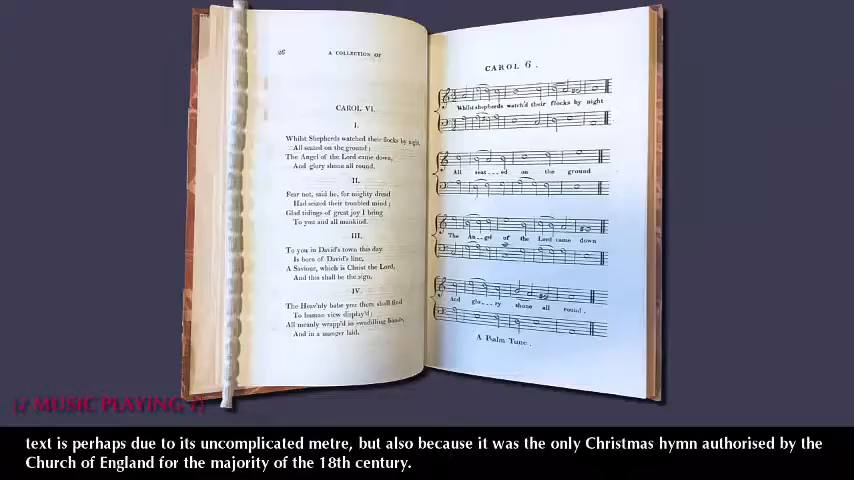 26
A COLLECTION OF
CAROL VI.
I.
Whilst Shepherds watched their flocks by night,
All seated on the ground;
The Angel of the Lord came down,
And glory shone all round.
II.
Fear not, said he, for mighty dread
Had seized their troubled mind;
Glad tidings of great joy I bring
To you and all mankind.
III.
To you in David's town this day
Is born of David's line,
A Saviour, which is Christ the Lord,
And this shall be the sign.
IV.
The Heav'nly babe you there shall find
To human view display'd;
All meanly wrapp'd in swadling bands,
And in a manger laid.
CAROL 6.
Whilst shepherds watch'd their flocks by night
All seat___ed on the ground
The An__gel of the Lord came down
And glo___ry shone all round.
A Psalm Tune.
[♪ MUSIC PLAYING ♪]
text is perhaps due to its uncomplicated metre, but also because it was the only Christmas hymn authorised by the
Church of England for the majority of the 18th century.